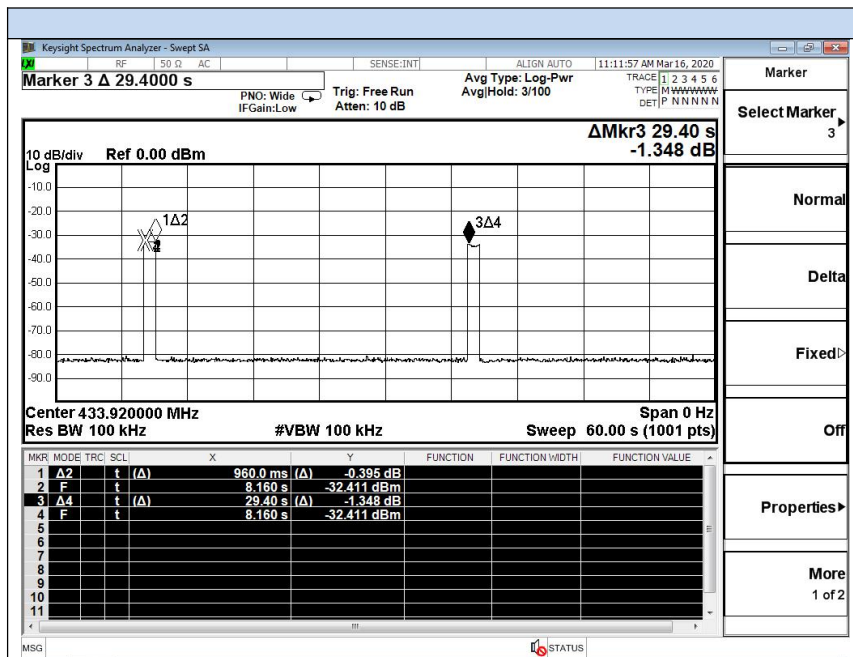 Keysight Spectrum Analyzer - Swept SA
LXI RF 50 Ω AC SENSE:INT ALIGN AUTO 11:11:57 AM Mar 16, 2020
Marker 3 Δ 29.4000 s
PNO: Wide
IFGain:Low
Trig: Free Run
Atten: 10 dB
Avg Type: Log-Pwr
Avg|Hold: 3/100
TRACE 1 2 3 4 5 6
TYPE M WWWWW
DET P N N N N N
ΔMkr3 29.40 s
-1.348 dB
10 dB/div Ref 0.00 dBm
Log
-10.0
-20.0
1Δ2
3Δ4
-30.0
-40.0
-50.0
-60.0
-70.0
-80.0
-90.0
Center 433.920000 MHz Span 0 Hz
Res BW 100 kHz #VBW 100 kHz Sweep 60.00 s (1001 pts)
MKR MODE TRC SCL X Y FUNCTION FUNCTION WIDTH FUNCTION VALUE
1 Δ2 t (Δ) 960.0 ms (Δ) -0.395 dB
2 F t 8.160 s -32.411 dBm
3 Δ4 t (Δ) 29.40 s (Δ) -1.348 dB
4 F t 8.160 s -32.411 dBm
5
6
7
8
9
10
11
MSG STATUS
Marker
Select Marker
3
Normal
Delta
Fixed
Off
Properties
More
1 of 2